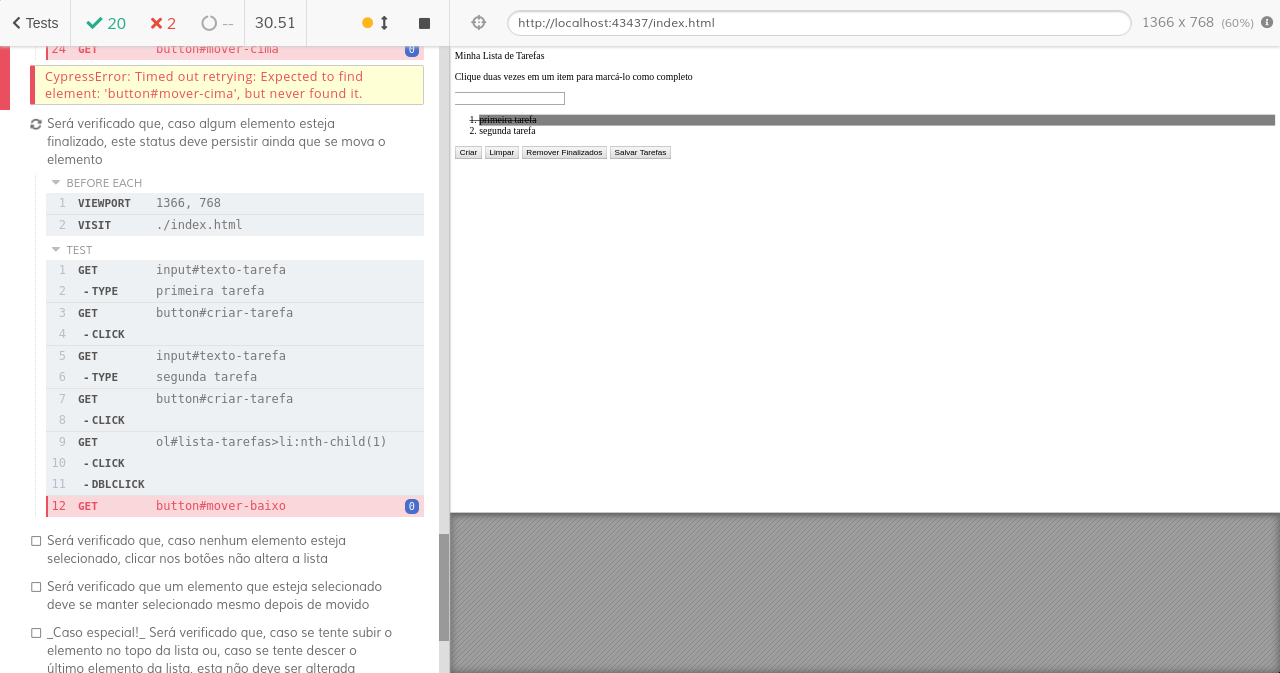 Tests 20 2 -- 30.51
http://localhost:43437/index.html 1366 x 768 (60%)
24 GET button#mover-cima 0
CypressError: Timed out retrying: Expected to find
element: 'button#mover-cima', but never found it.
Será verificado que, caso algum elemento esteja
finalizado, este status deve persistir ainda que se mova o
elemento
BEFORE EACH
1 VIEWPORT 1366, 768
2 VISIT ./index.html
TEST
1 GET input#texto-tarefa
2 -TYPE primeira tarefa
3 GET button#criar-tarefa
4 -CLICK
5 GET input#texto-tarefa
6 -TYPE segunda tarefa
7 GET button#criar-tarefa
8 -CLICK
9 GET ol#lista-tarefas>li:nth-child(1)
10 -CLICK
11 -DBLCLICK
12 GET button#mover-baixo 0
Será verificado que, caso nenhum elemento esteja
selecionado, clicar nos botões não altera a lista
Será verificado que um elemento que esteja selecionado
deve se manter selecionado mesmo depois de movido
_Caso especial!_ Será verificado que, caso se tente subir o
elemento no topo da lista ou, caso se tente descer o
último elemento da lista, esta não deve ser alterada
Minha Lista de Tarefas
Clique duas vezes em um item para marcá-lo como completo
1. primeira tarefa
2. segunda tarefa
Criar Limpar Remover Finalizados Salvar Tarefas